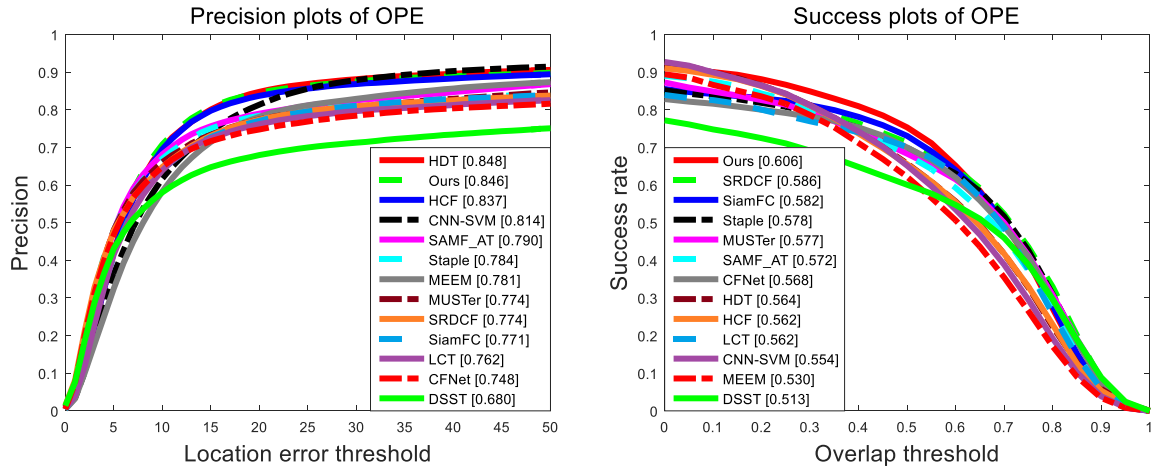 Precision plots of OPE
1
0.9
0.8
0.7
0.6
0.5
0.4
0.3
0.2
0.1
0
Precision
HDT [0.848]
Ours [0.846]
HCF [0.837]
CNN-SVM [0.814]
SAMF_AT [0.790]
Staple [0.784]
MEEM [0.781]
MUSTer [0.774]
SRDCF [0.774]
SiamFC [0.771]
LCT [0.762]
CFNet [0.748]
DSST [0.680]
0 5 10 15 20 25 30 35 40 45 50
Location error threshold
Success plots of OPE
1
0.9
0.8
0.7
0.6
0.5
0.4
0.3
0.2
0.1
0
Success rate
Ours [0.606]
SRDCF [0.586]
SiamFC [0.582]
Staple [0.578]
MUSTer [0.577]
SAMF_AT [0.572]
CFNet [0.568]
HDT [0.564]
HCF [0.562]
LCT [0.562]
CNN-SVM [0.554]
MEEM [0.530]
DSST [0.513]
0 0.1 0.2 0.3 0.4 0.5 0.6 0.7 0.8 0.9 1
Overlap threshold